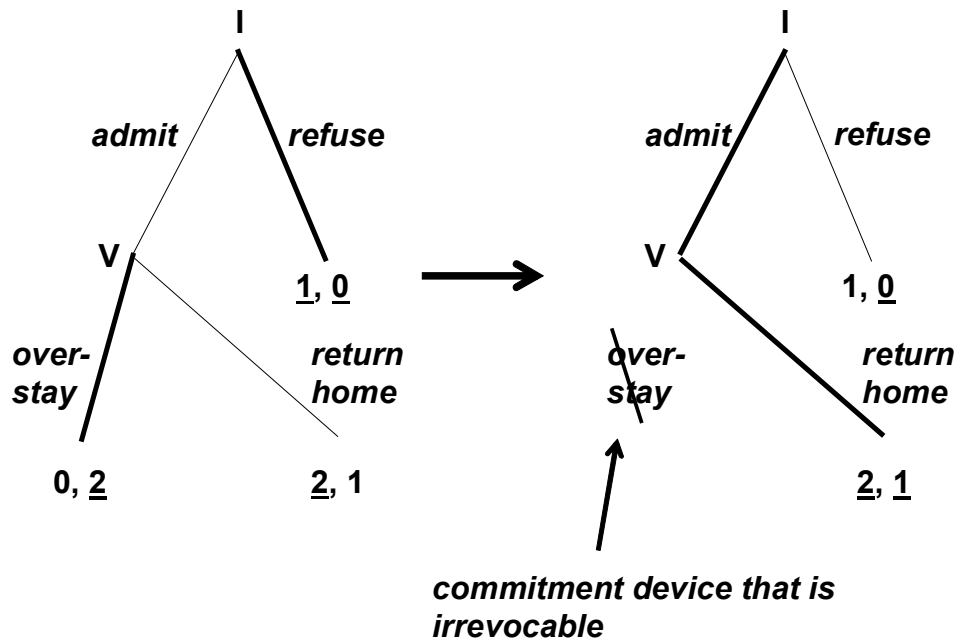 I
I
admit
refuse
admit
refuse
V
1, 0
V
1, 0
over-
stay
return
home
over-
stay
return
home
0, 2
2, 1
2, 1
commitment device that is
irrevocable